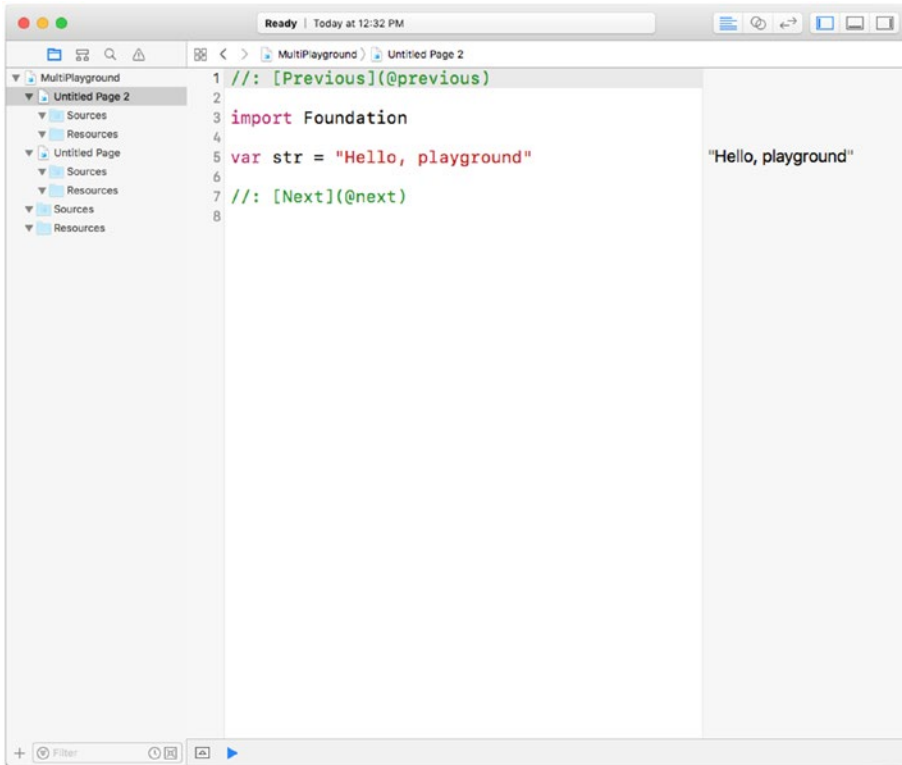 Ready | Today at 12:32 PM
MultiPlayground
Untitled Page 2
Sources
Resources
Untitled Page
Sources
Resources
Sources
Resources
Filter
MultiPlayground 〉 Untitled Page 2
1 //: [Previous](@previous)
2
3 import Foundation
4
5 var str = "Hello, playground"
6
7 //: [Next](@next)
8
"Hello, playground"